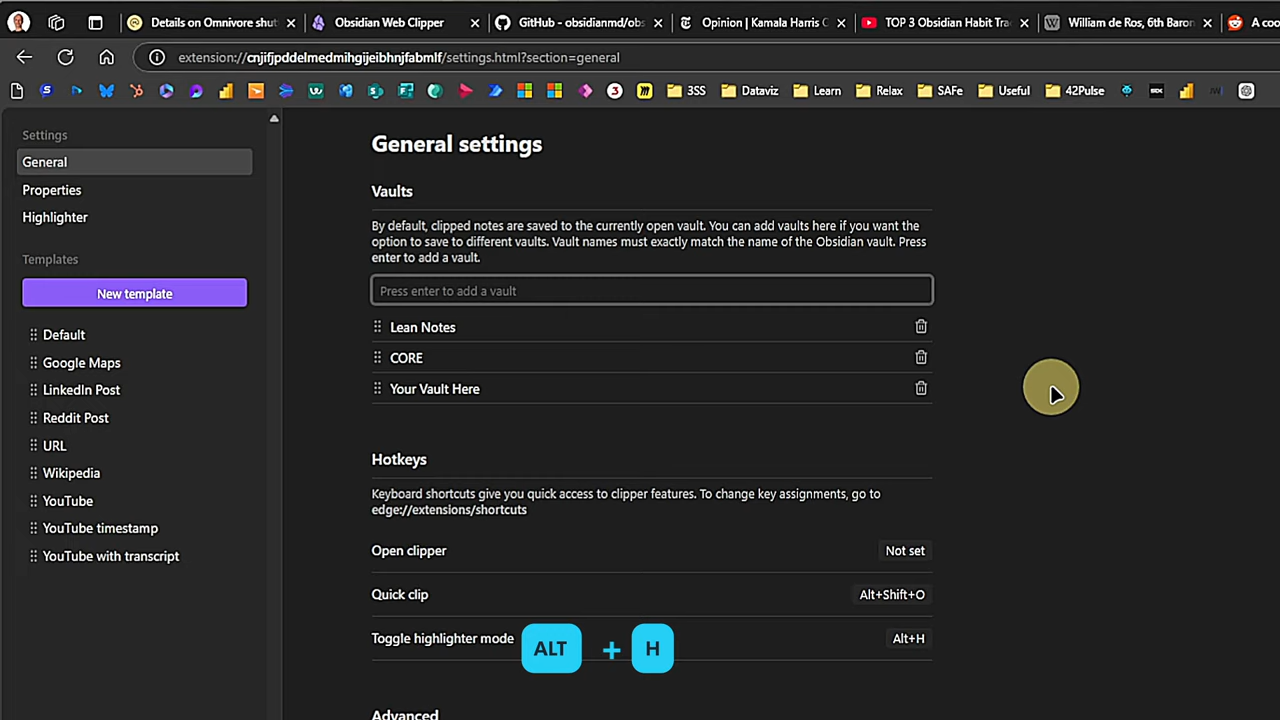 Details on Omnivore shut
Obsidian Web Clipper
GitHub - obsidianmd/obs
Opinion | Kamala Harris C
TOP 3 Obsidian Habit Tra
William de Ros, 6th Baron
A coo
extension://cnjifjpddelmedmihgijeibhnjfabmlf/settings.html?section=general
3SS
Dataviz
Learn
Relax
SAFe
Useful
42Pulse
Settings
General
Properties
Highlighter
Templates
New template
Default
Google Maps
LinkedIn Post
Reddit Post
URL
Wikipedia
YouTube
YouTube timestamp
YouTube with transcript
General settings
Vaults
By default, clipped notes are saved to the currently open vault. You can add vaults here if you want the
option to save to different vaults. Vault names must exactly match the name of the Obsidian vault. Press
enter to add a vault.
Press enter to add a vault
Lean Notes
CORE
Your Vault Here
Hotkeys
Keyboard shortcuts give you quick access to clipper features. To change key assignments, go to
edge://extensions/shortcuts
Open clipper
Not set
Quick clip
Alt+Shift+O
Toggle highlighter mode
Alt+H
ALT + H
Advanced